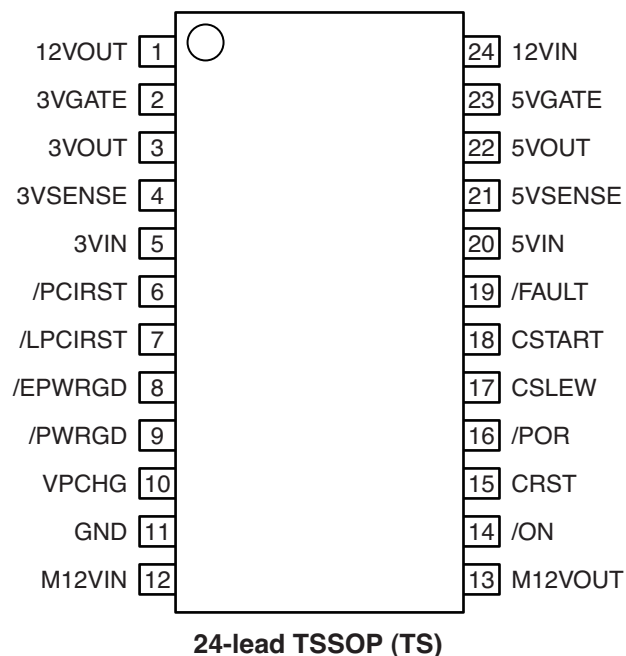 12VOUT 1 24 12VIN
3VGATE 2 23 5VGATE
3VOUT 3 22 5VOUT
3VSENSE 4 21 5VSENSE
3VIN 5 20 5VIN
/PCIRST 6 19 /FAULT
/LPCIRST 7 18 CSTART
/EPWRGD 8 17 CSLEW
/PWRGD 9 16 /POR
VPCHG 10 15 CRST
GND 11 14 /ON
M12VIN 12 13 M12VOUT
24-lead TSSOP (TS)